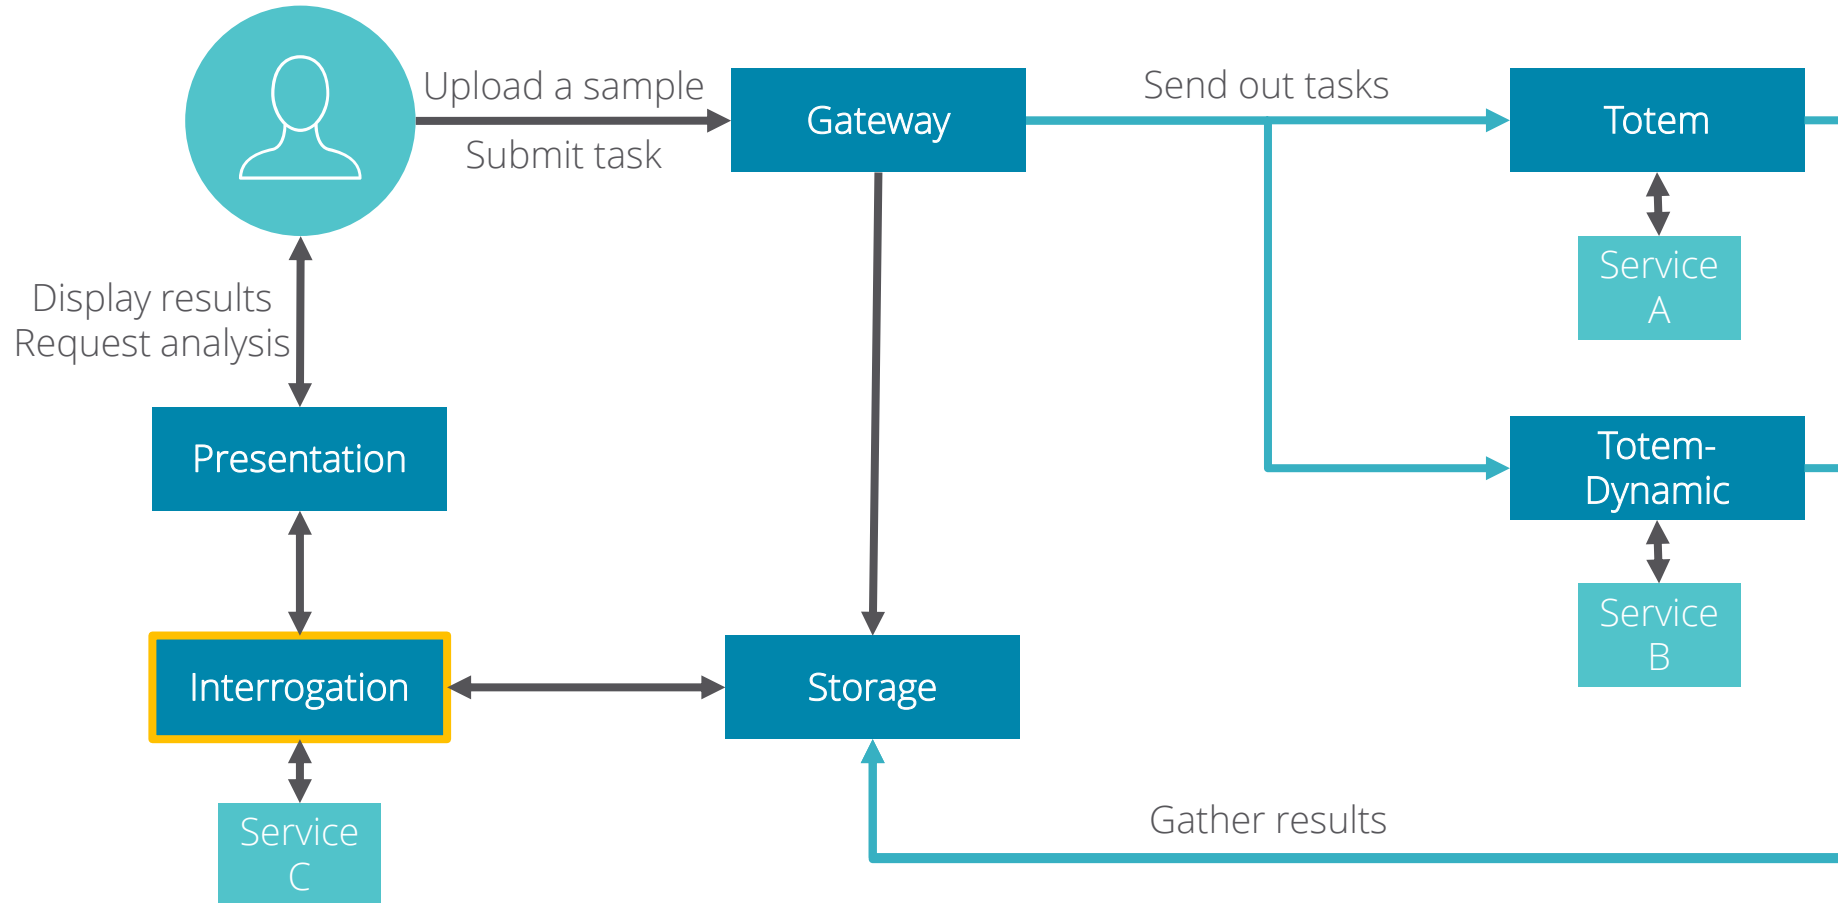 Upload a sample
Submit task
Gateway
Send out tasks
Totem
Service
A
Display results
Request analysis
Presentation
Totem-
Dynamic
Service
B
Interrogation
Storage
Service
C
Gather results